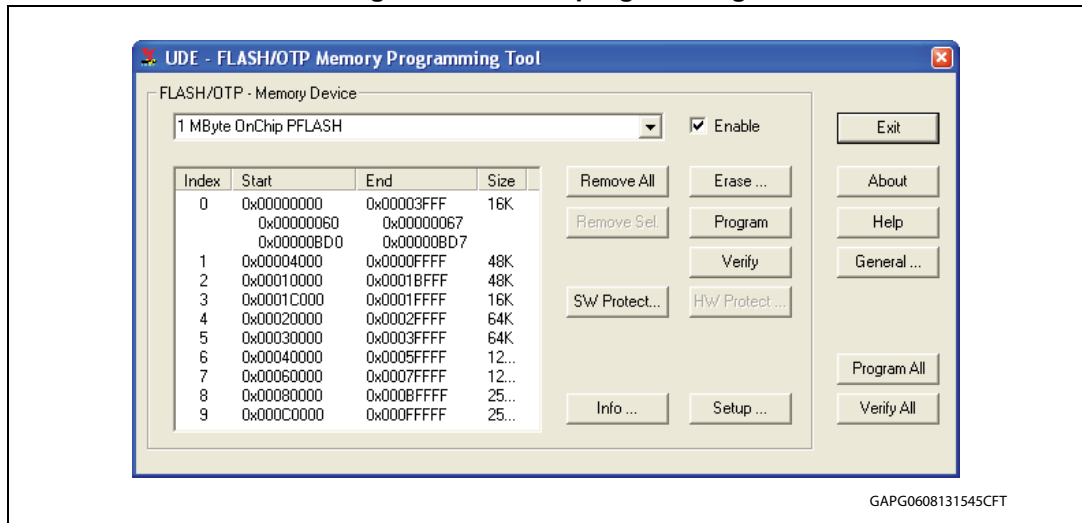 UDE - FLASH/OTP Memory Programming Tool
FLASH/OTP - Memory Device
1 MByte OnChip PFLASH
Enable
Exit
Index Start End Size
0 0x00000000 0x00003FFF 16K
0x00000060 0x00000067
0x00000BD0 0x00000BD7
1 0x00004000 0x0000FFFF 48K
2 0x00010000 0x0001BFFF 48K
3 0x0001C000 0x0001FFFF 16K
4 0x00020000 0x0002FFFF 64K
5 0x00030000 0x0003FFFF 64K
6 0x00040000 0x0005FFFF 12...
7 0x00060000 0x0007FFFF 12...
8 0x00080000 0x000BFFFF 25...
9 0x000C0000 0x000FFFFF 25...
Remove All Erase ... About
Remove Sel. Program Help
Verify General ...
SW Protect... HW Protect ...
Program All
Info ... Setup ... Verify All
GAPG0608131545CFT